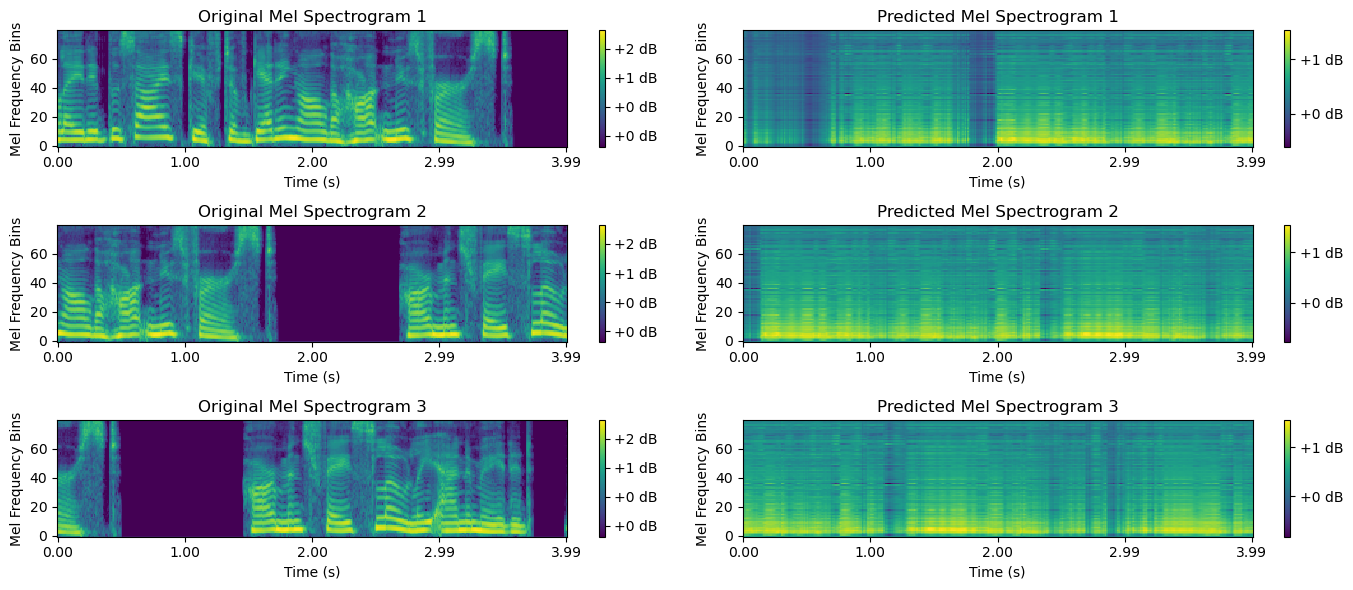 Original Mel Spectrogram 1
Predicted Mel Spectrogram 1
Mel Frequency Bins
60
40
20
0
0.00 1.00 2.00 2.99 3.99
Time (s)
+2 dB
+1 dB
+0 dB
+0 dB
Mel Frequency Bins
60
40
20
0
0.00 1.00 2.00 2.99 3.99
Time (s)
+1 dB
+0 dB
Original Mel Spectrogram 2
Predicted Mel Spectrogram 2
Mel Frequency Bins
60
40
20
0
0.00 1.00 2.00 2.99 3.99
Time (s)
+2 dB
+1 dB
+0 dB
+0 dB
Mel Frequency Bins
60
40
20
0
0.00 1.00 2.00 2.99 3.99
Time (s)
+1 dB
+0 dB
Original Mel Spectrogram 3
Predicted Mel Spectrogram 3
Mel Frequency Bins
60
40
20
0
0.00 1.00 2.00 2.99 3.99
Time (s)
+2 dB
+1 dB
+0 dB
+0 dB
Mel Frequency Bins
60
40
20
0
0.00 1.00 2.00 2.99 3.99
Time (s)
+1 dB
+0 dB